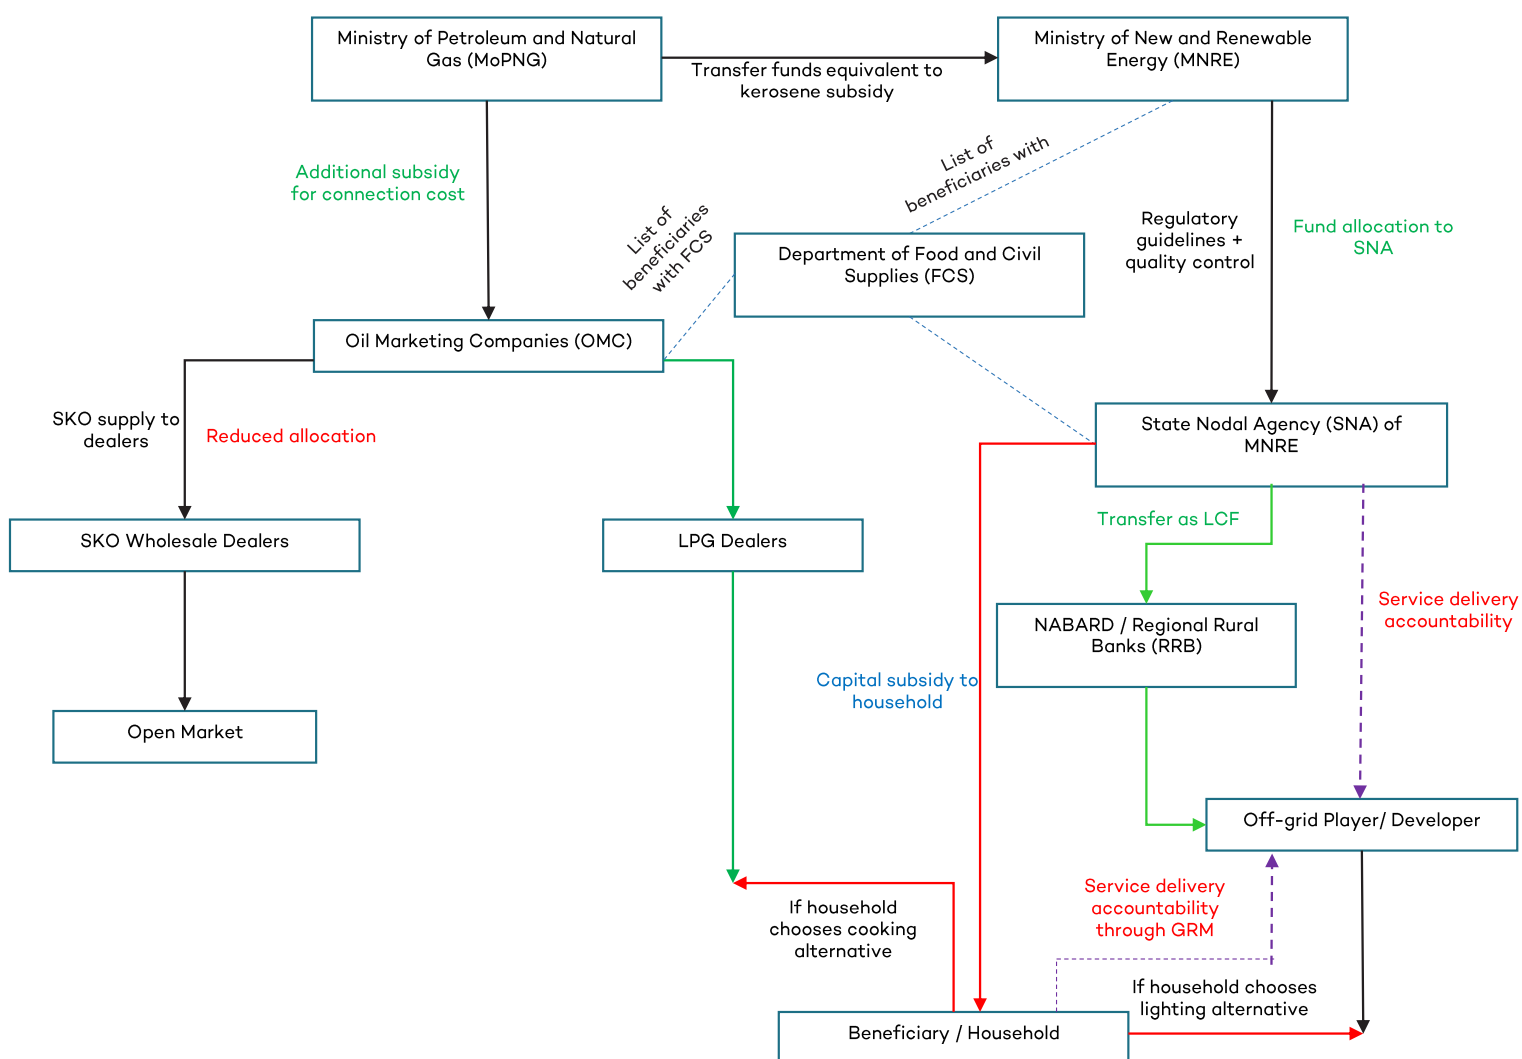 Ministry of Petroleum and Natural
Gas (MoPNG)
Ministry of New and Renewable
Energy (MNRE)
Transfer funds equivalent to
kerosene subsidy
Additional subsidy
for connection cost
List of
beneficiaries with
List of
beneficiaries
with FCS
Department of Food and Civil
Supplies (FCS)
Regulatory
guidelines +
quality control
Fund allocation to
SNA
Oil Marketing Companies (OMC)
SKO supply to
dealers
Reduced allocation
State Nodal Agency (SNA) of
MNRE
SKO Wholesale Dealers
LPG Dealers
Transfer as LCF
NABARD / Regional Rural
Banks (RRB)
Service delivery
accountability
Capital subsidy to
household
Open Market
Off-grid Player/ Developer
If household
chooses cooking
alternative
Service delivery
accountability
through GRM
If household chooses
lighting alternative
Beneficiary / Household